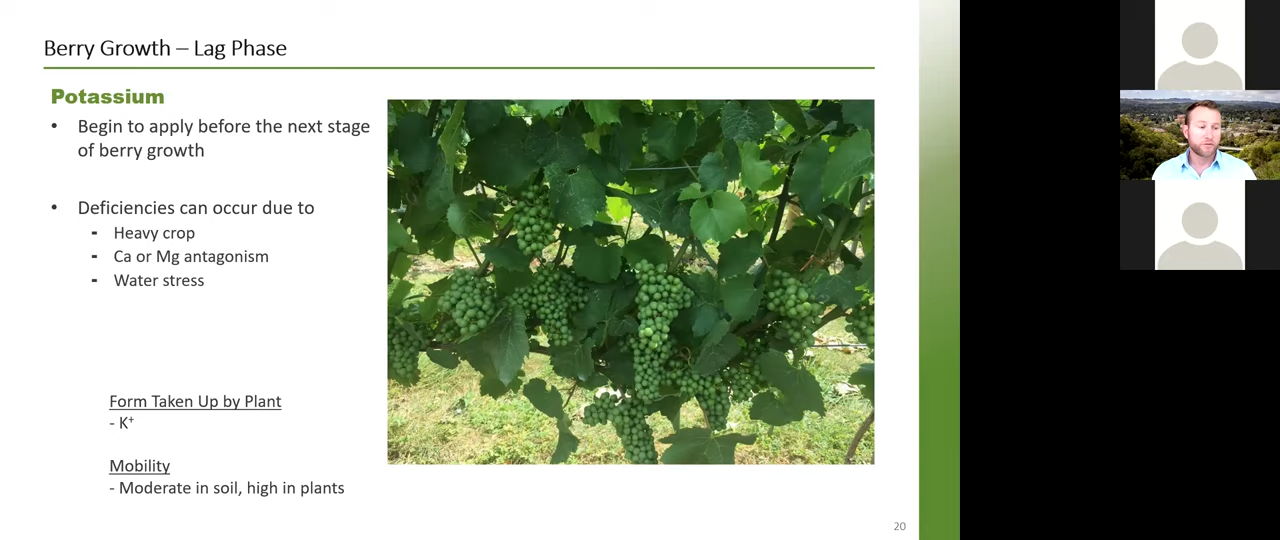 Berry Growth – Lag Phase
Potassium
• Begin to apply before the next stage
of berry growth
• Deficiencies can occur due to
- Heavy crop
- Ca or Mg antagonism
- Water stress
Form Taken Up by Plant
- K⁺
Mobility
- Moderate in soil, high in plants
20